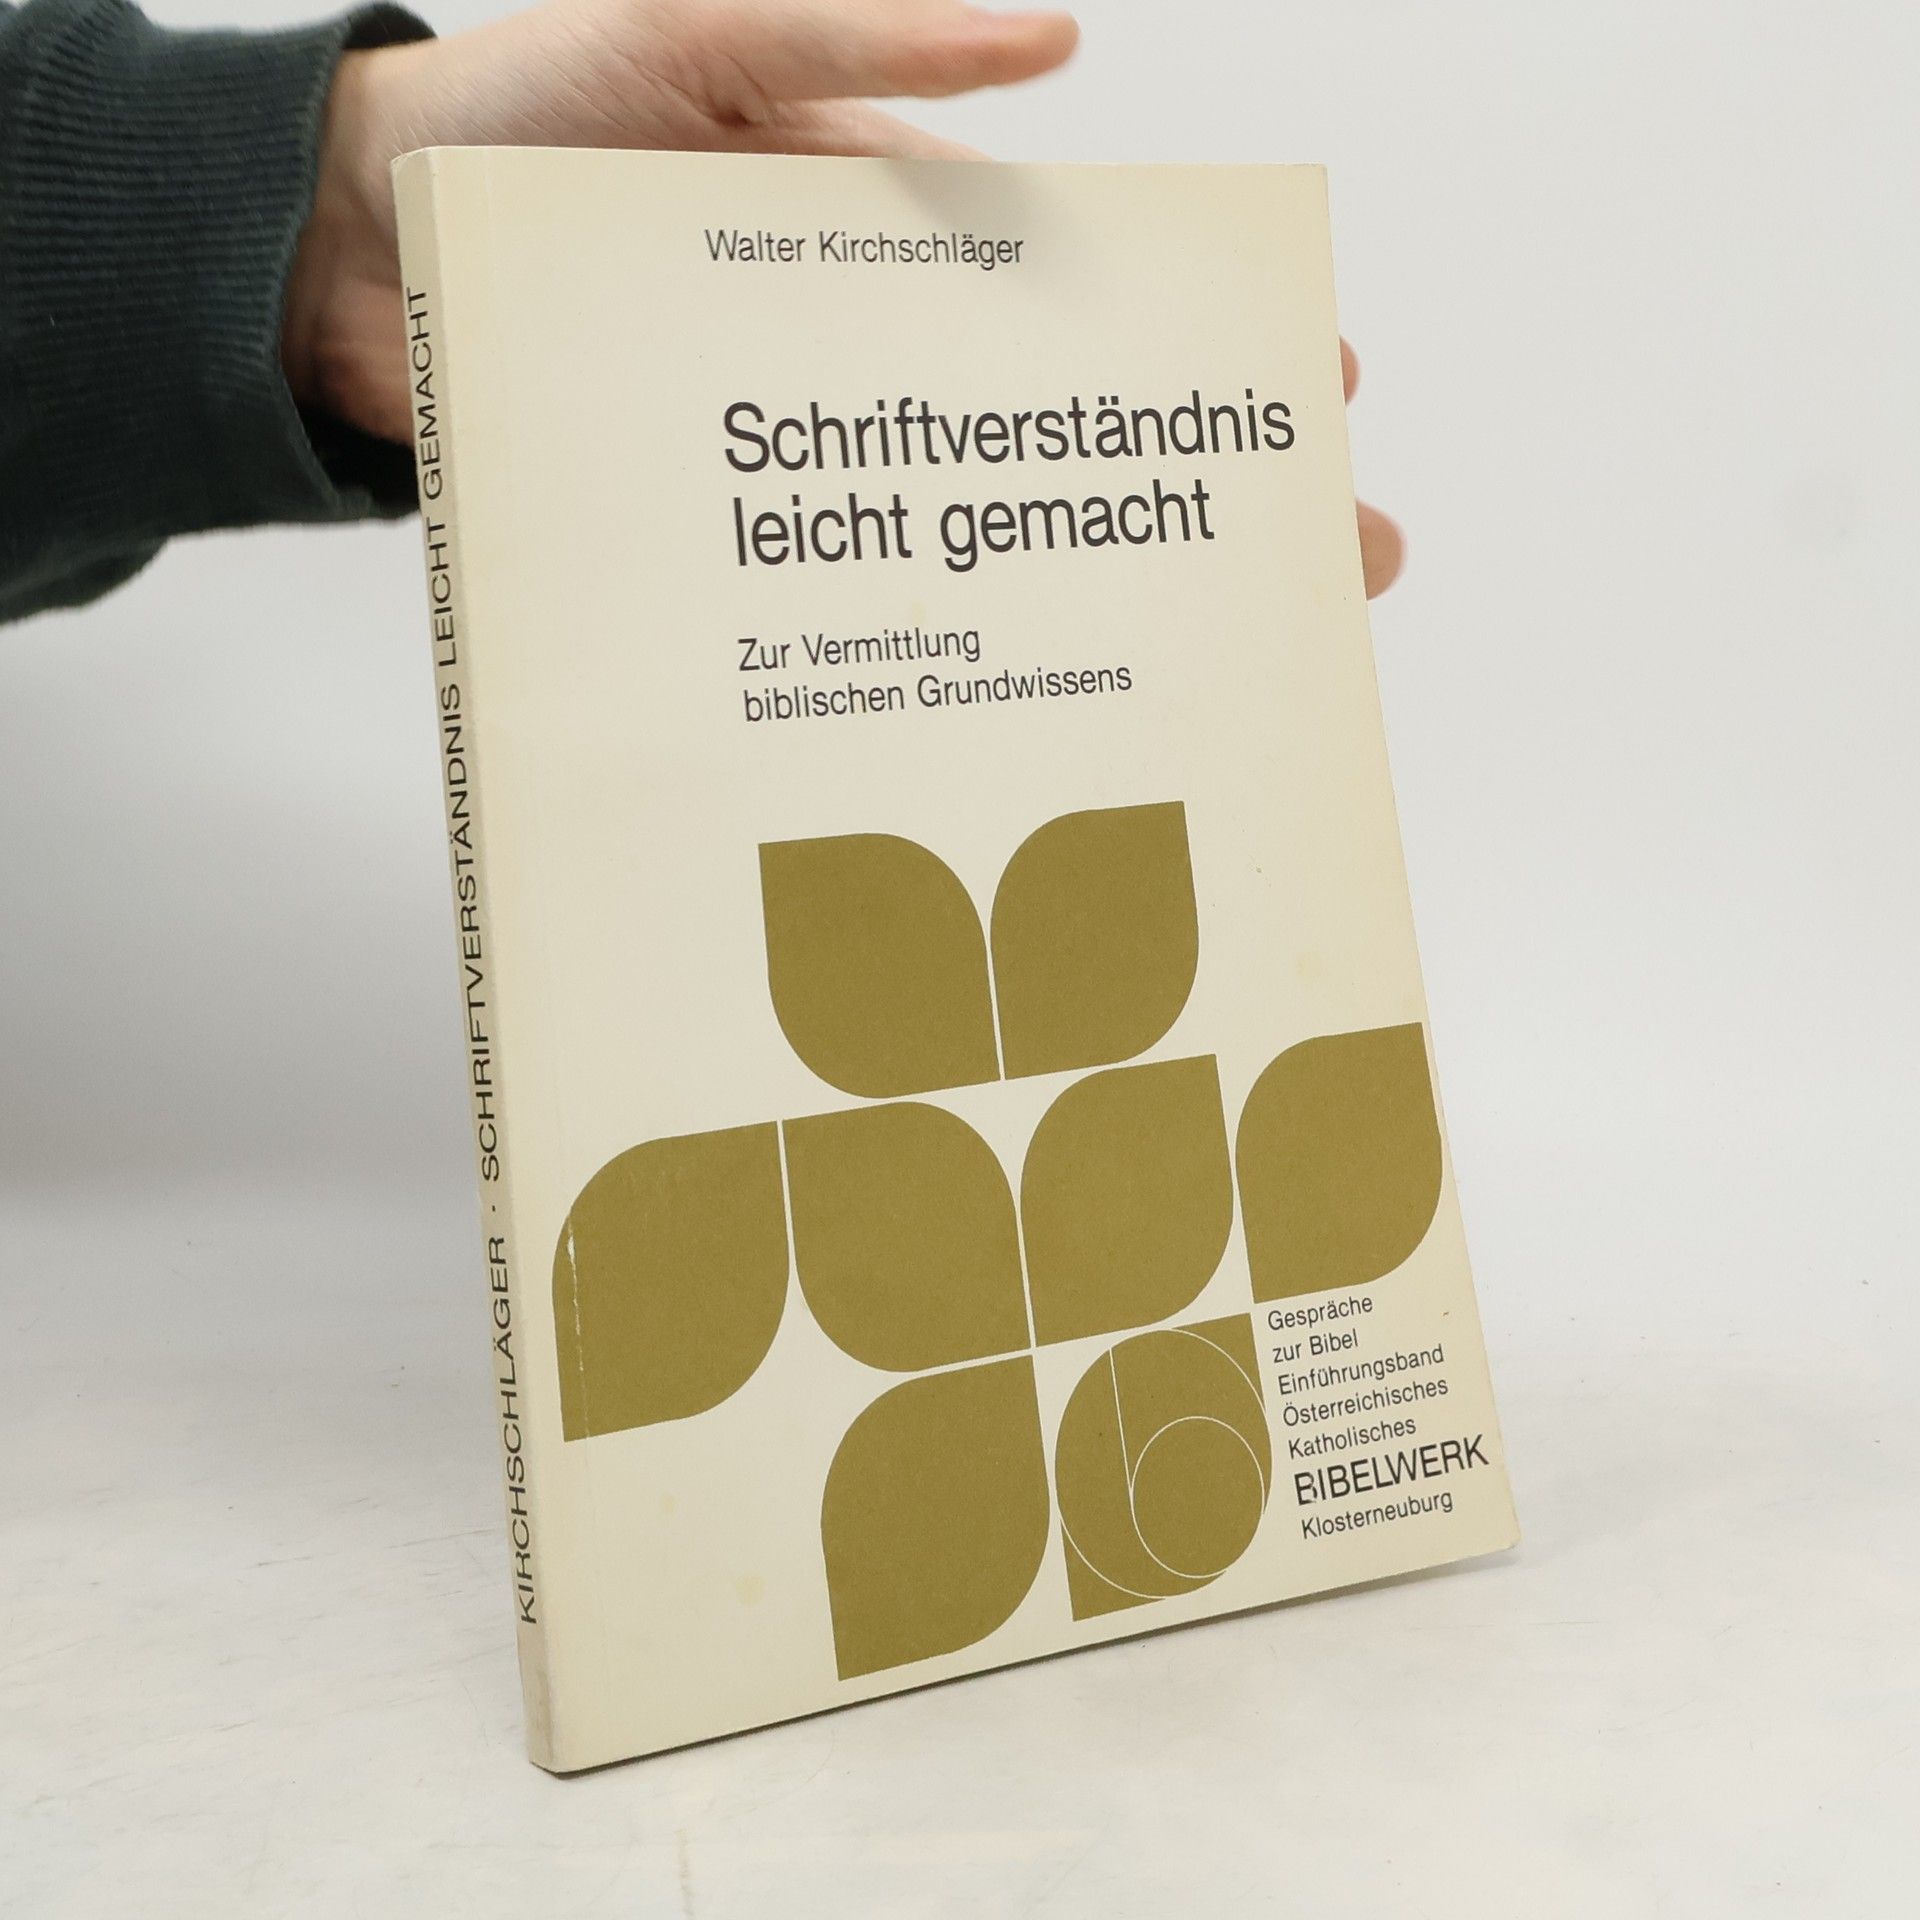 Walter Kirchschläger
Schriftverständnis
leicht gemacht
Zur Vermittlung
biblischen Grundwissens
Gespräche
zur Bibel
Einführungsband
Österreichisches
Katholisches
BIBELWERK
Klosterneuburg
KIRCHSCHLÄGER · SCHRIFTVERSTÄNDNIS LEICHT GEMACHT